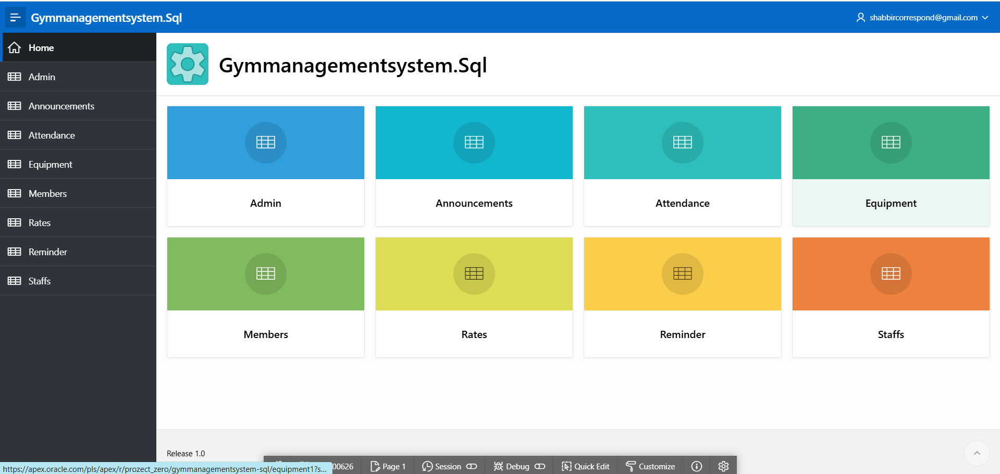 Gymmanagementsystem.Sql
shabbircorrespond@gmail.com
Home
Admin
Announcements
Attendance
Equipment
Members
Rates
Reminder
Staffs
Gymmanagementsystem.Sql
Admin
Announcements
Attendance
Equipment
Members
Rates
Reminder
Staffs
Release 1.0
https://apex.oracle.com/pls/apex/r/prozect_zero/gymmanagementsystem-sql/equipment1?s...
00626
Page 1
Session
Debug
Quick Edit
Customize